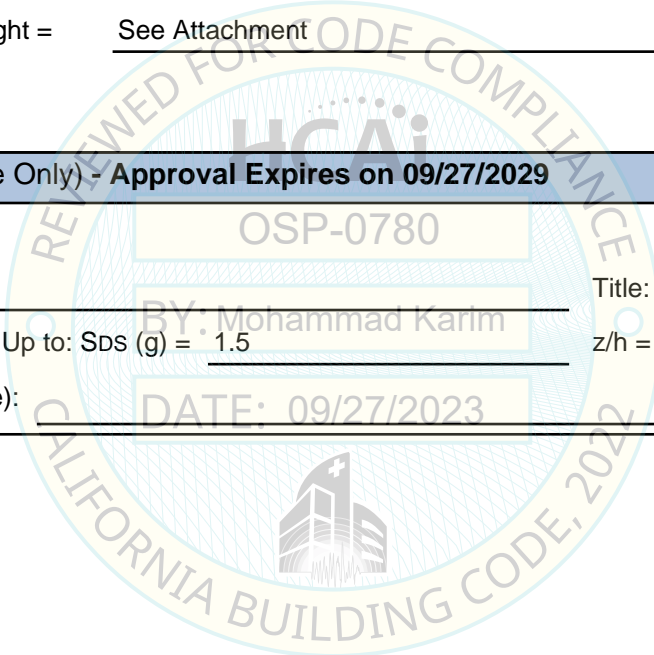 ght = See Attachment
REVIEWED FOR CODE COMPLIANCE
HCAi
e Only) - Approval Expires on 09/27/2029
OSP-0780
Title:
BY: Mohammad Karim
Up to: SDS (g) = 1.5 z/h =
e):
DATE: 09/27/2023
CALIFORNIA BUILDING CODE, 2022